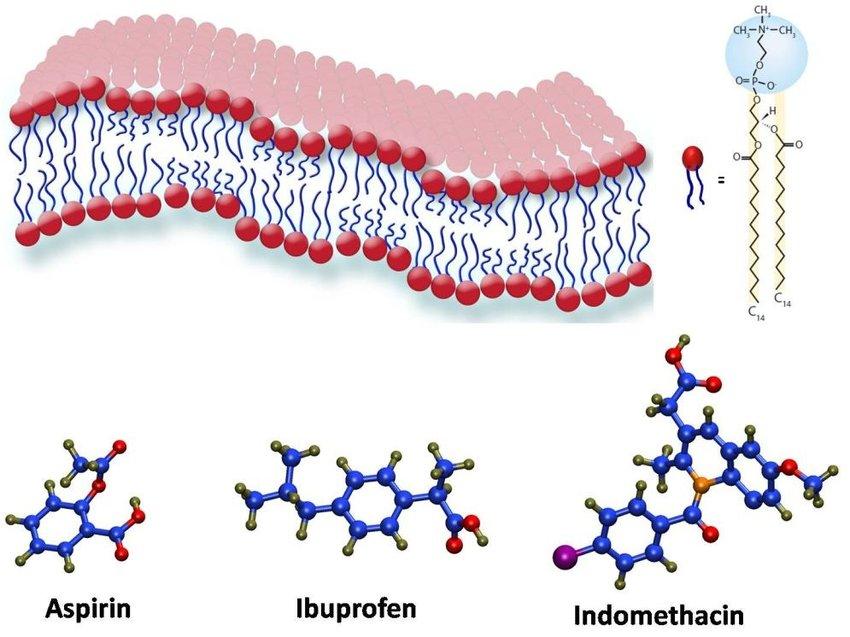 CH₃
CH₃ N⁺ CH₃
O
O P O⁻
O
H
O O
O O
=
C₁₄ C₁₄
Aspirin Ibuprofen Indomethacin